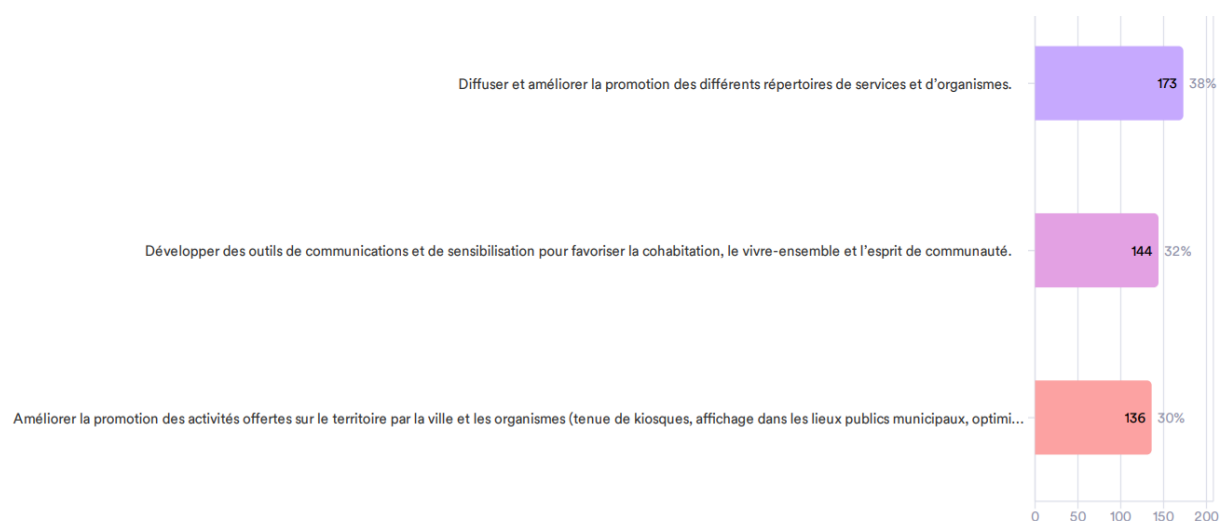 Diffuser et améliorer la promotion des différents répertoires de services et d’organismes.
173 38%
Développer des outils de communications et de sensibilisation pour favoriser la cohabitation, le vivre-ensemble et l’esprit de communauté.
144 32%
Améliorer la promotion des activités offertes sur le territoire par la ville et les organismes (tenue de kiosques, affichage dans les lieux publics municipaux, optimi...
136 30%
0 50 100 150 200